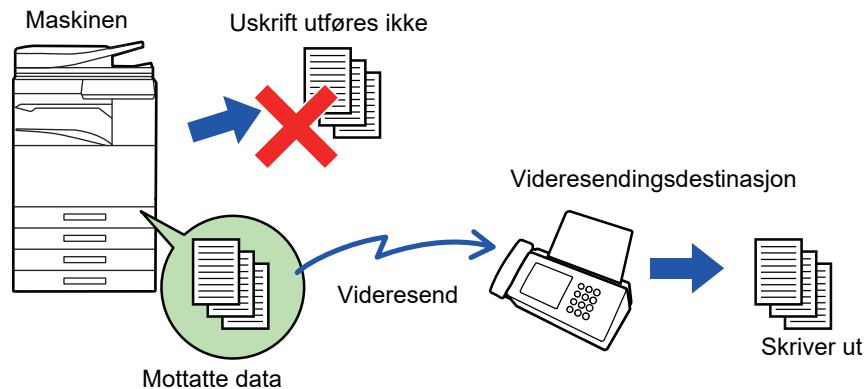 Maskinen
Uskrift utføres ikke
Videresendingsdestinasjon
Videresend
Skriver ut
Mottatte data